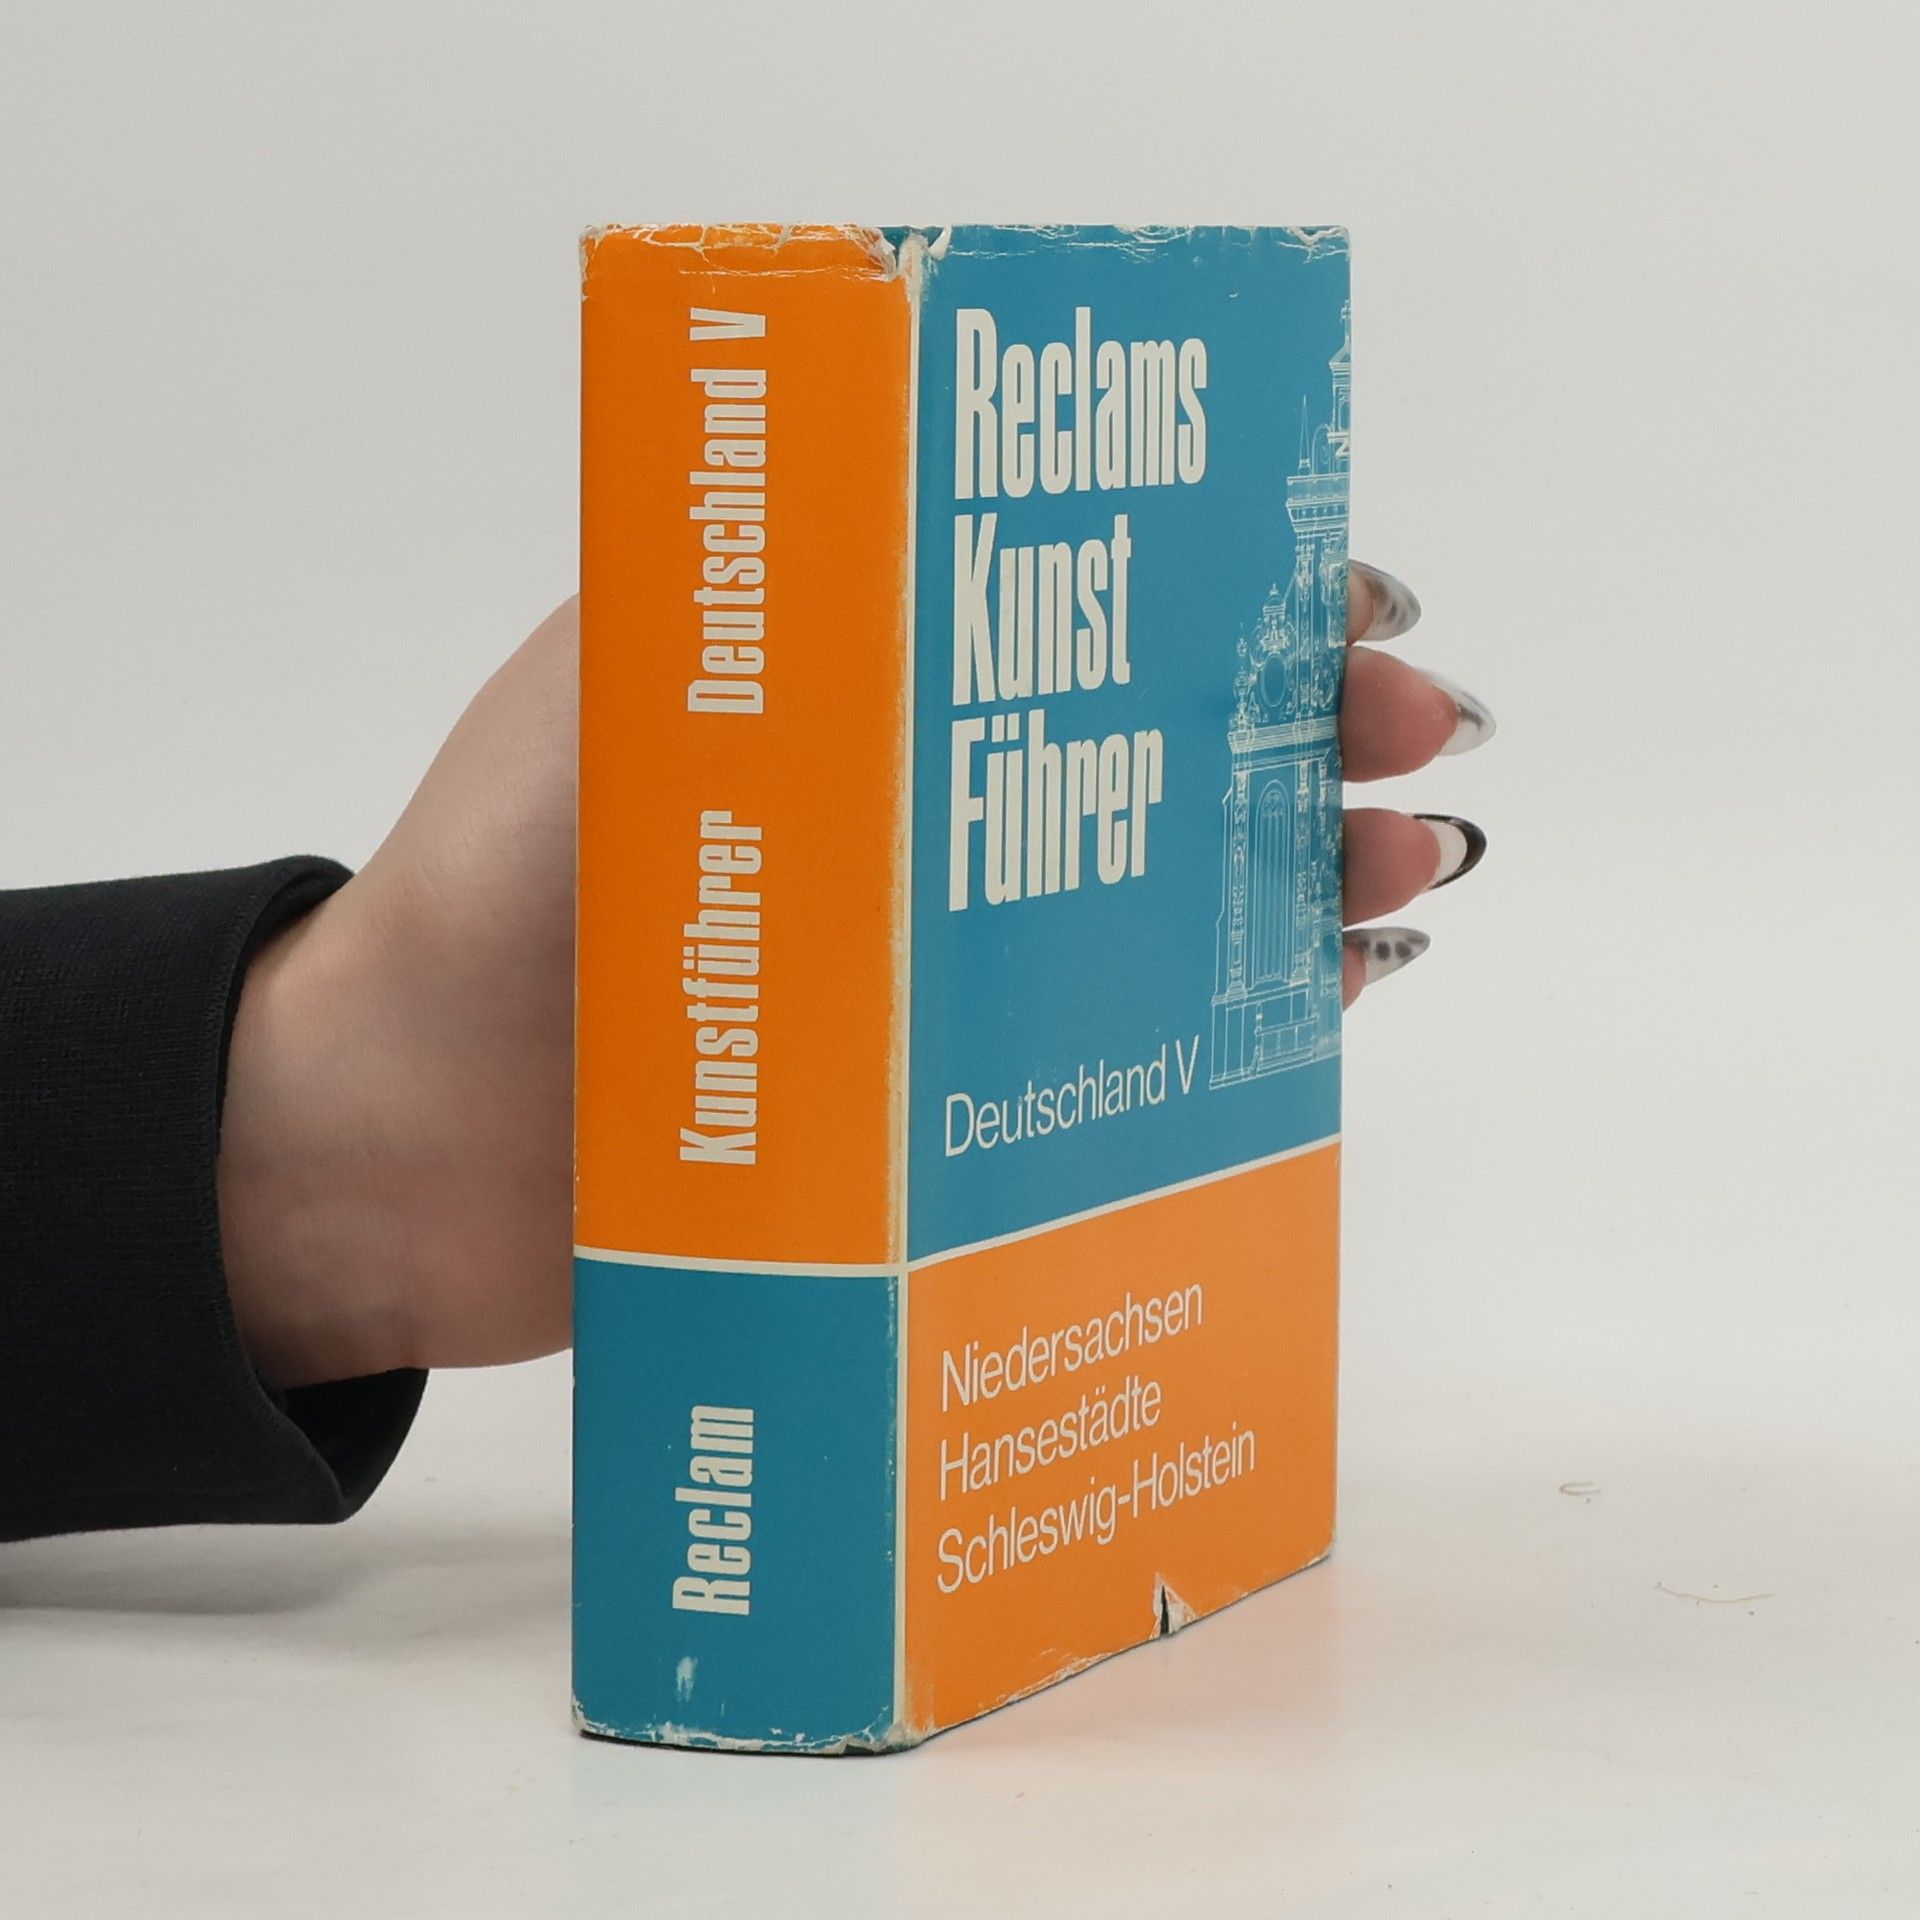 Kunstführer Deutschland V
Reclam
Reclams
Kunst
Führer
Deutschland V
Niedersachsen
Hansestädte
Schleswig-Holstein